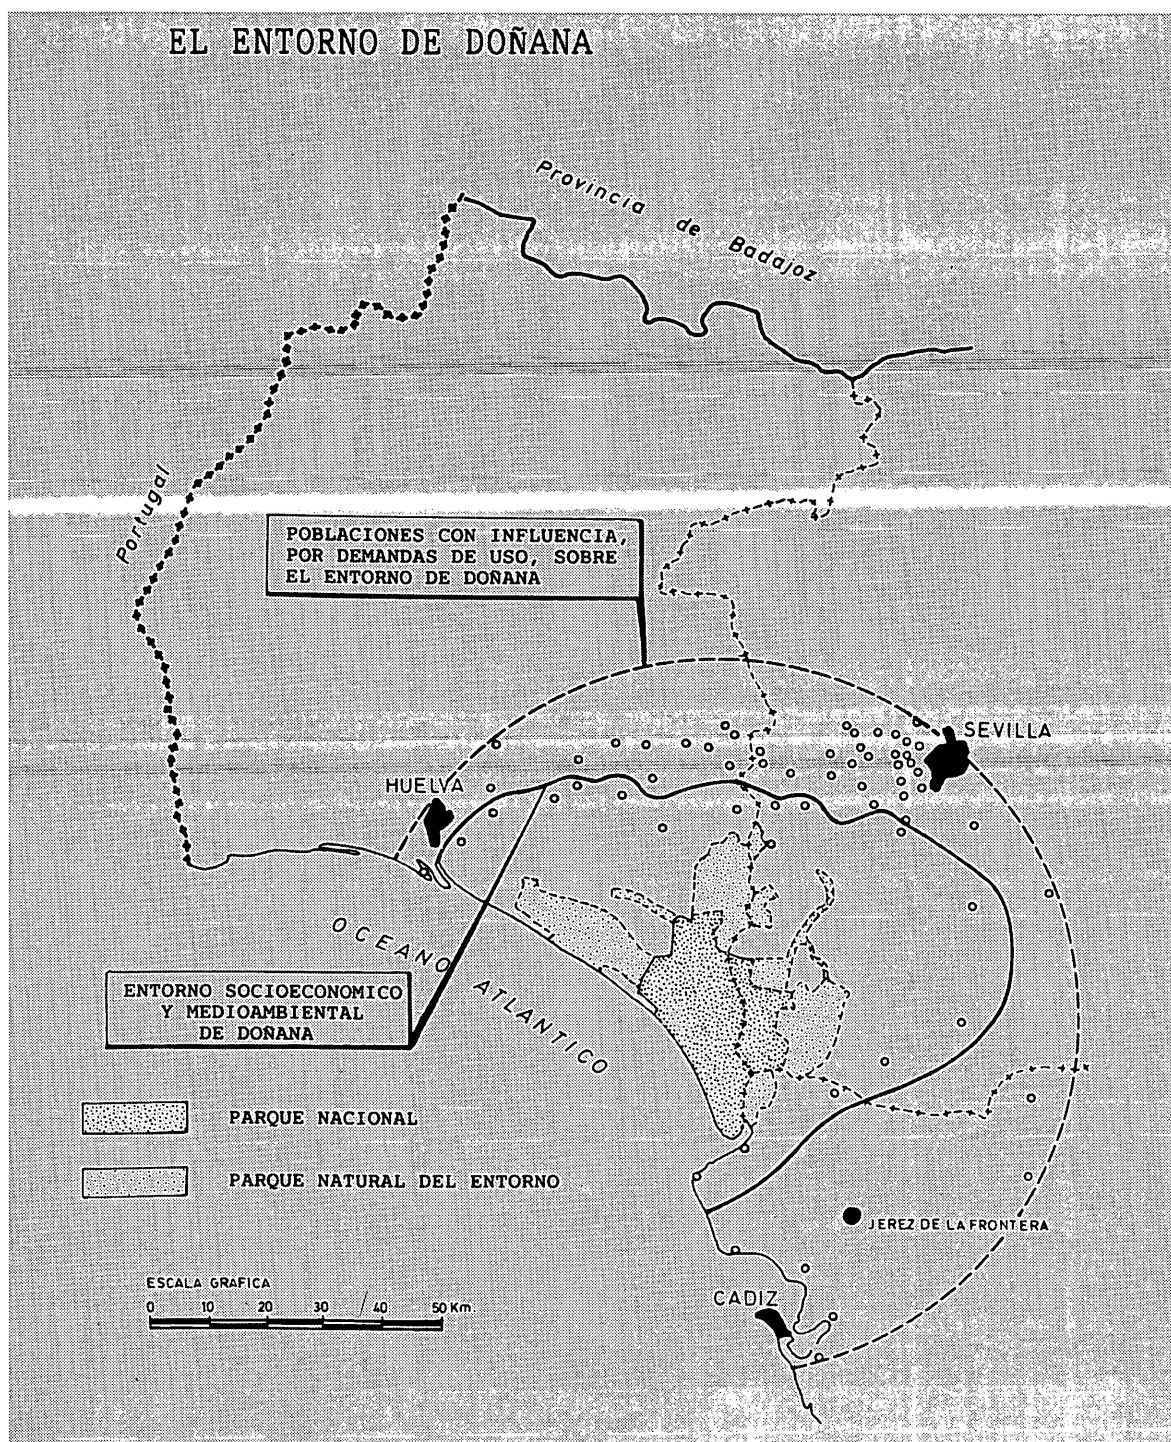 EL ENTORNO DE DOÑANA
Provincia de Badajoz
Portugal
POBLACIONES CON INFLUENCIA,
POR DEMANDAS DE USO, SOBRE
EL ENTORNO DE DOÑANA
SEVILLA
HUELVA
OCEANO ATLANTICO
ENTORNO SOCIOECONOMICO
Y MEDIOAMBIENTAL
DE DOÑANA
PARQUE NACIONAL
PARQUE NATURAL DEL ENTORNO
JEREZ DE LA FRONTERA
ESCALA GRAFICA
0 10 20 30 40 50 Km.
CADIZ